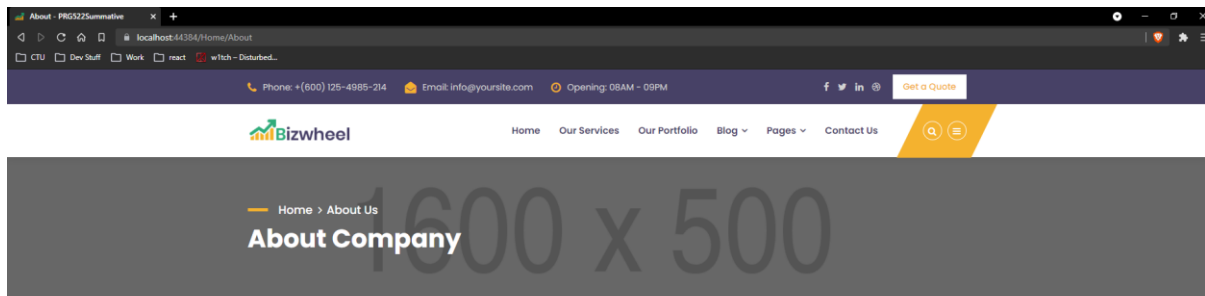 About - PRG522Summative
localhost:44384/Home/About
CTU Dev Stuff Work react w1tch – Disturbed...
Phone: +(600) 125-4985-214 Email: info@yoursite.com Opening: 08AM - 09PM Get a Quote
Bizwheel Home Our Services Our Portfolio Blog Pages Contact Us
1600 x 500
Home > About Us
About Company